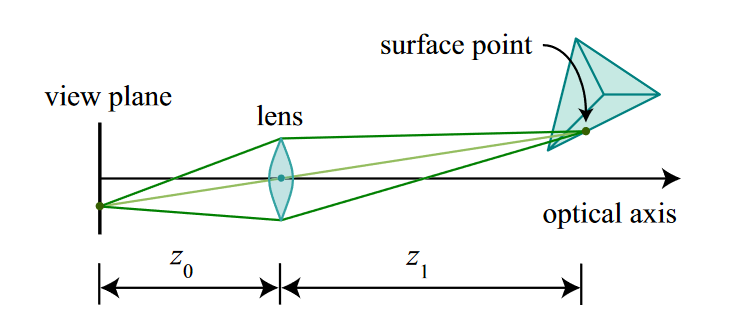 surface point
view plane
lens
optical axis
z₀
z₁